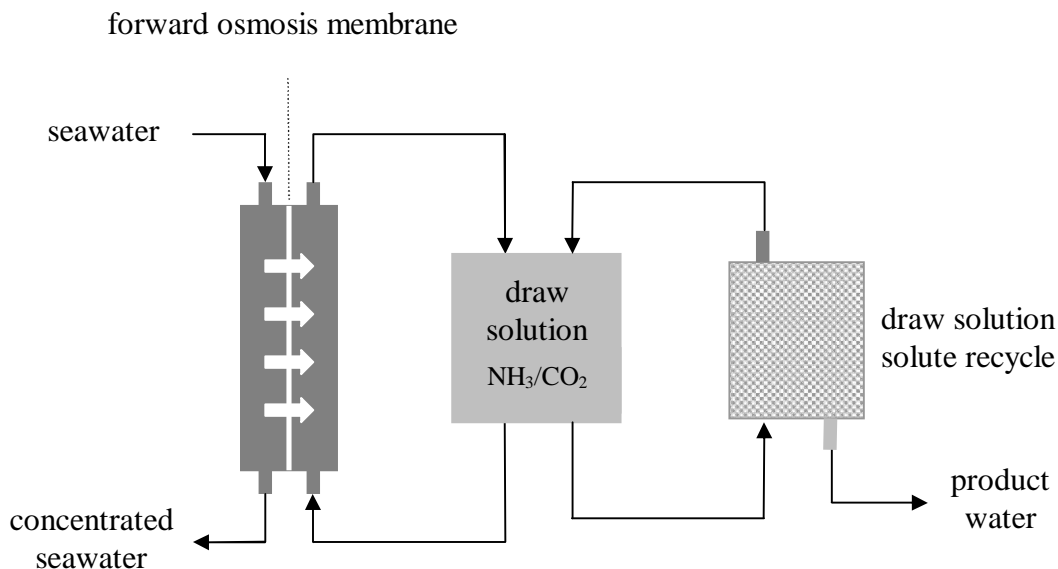 forward osmosis membrane
seawater
draw
solution
NH₃/CO₂
draw solution
solute recycle
concentrated
seawater
product
water